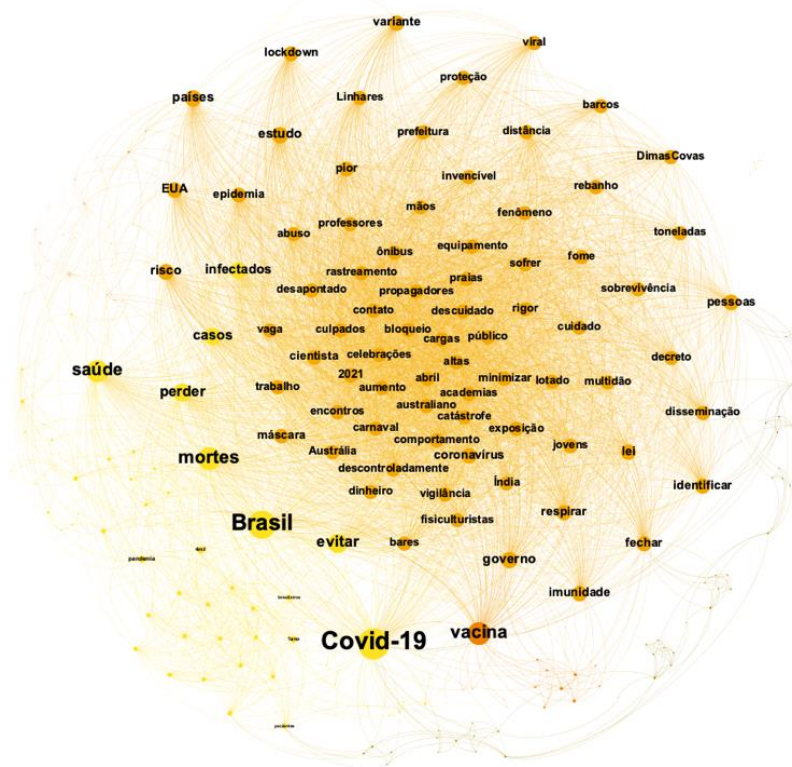 variante
viral
lockdown
proteção
países
Linhares
barcos
estudo
prefeitura
distância
DimasCovas
pior
invencível
rebanho
EUA
epidemia
mãos
fenômeno
abuso
professores
toneladas
equipamento
ônibus
sofrer
fome
risco
infectados
rastreamento
praias
desapontado
propagadores
sobrevivência
pessoas
contato
descuidado
rigor
vaga
culpados
bloqueio
cargas
público
cuidado
casos
cientista
celebrações
altas
decreto
saúde
2021
abril
minimizar
lotado
multidão
perder
trabalho
aumento
academias
encontros
australiano
catástrofe
disseminação
máscara
carnaval
comportamento
exposição
jovens
lei
mortes
Austrália
coronavírus
descontroladamente
Índia
identificar
dinheiro
vigilância
respirar
Brasil
fisiculturistas
evitar
bares
fechar
pandemia
governo
imunidade
Covid-19
vacina